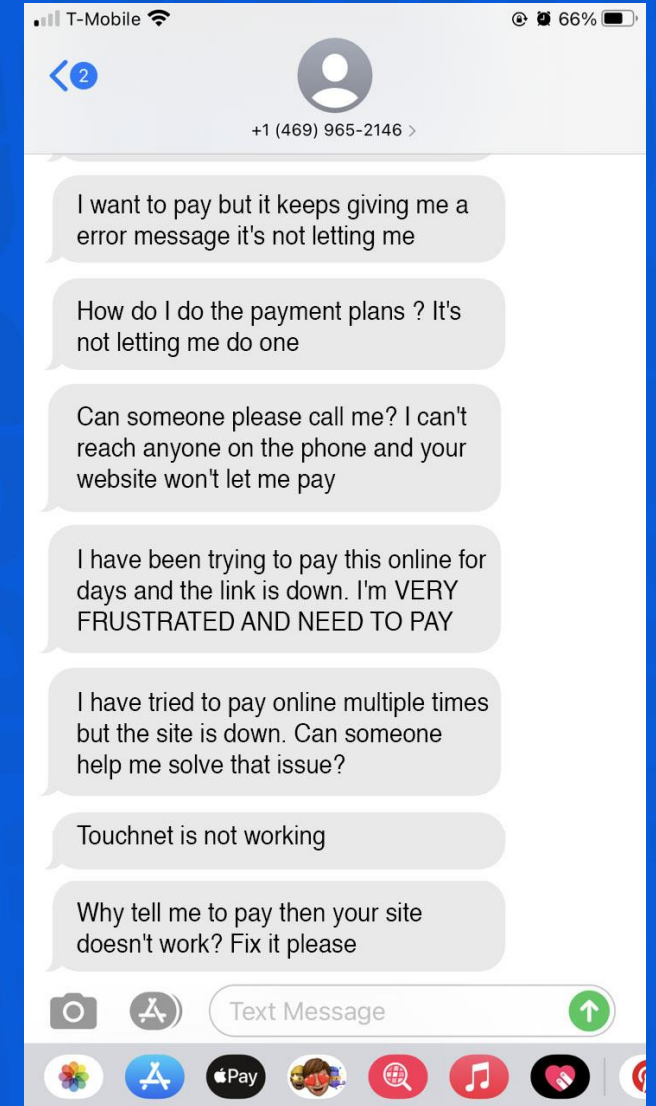 T-Mobile 66%
2
+1 (469) 965-2146 >
I want to pay but it keeps giving me a
error message it's not letting me
How do I do the payment plans ? It's
not letting me do one
Can someone please call me? I can't
reach anyone on the phone and your
website won't let me pay
I have been trying to pay this online for
days and the link is down. I'm VERY
FRUSTRATED AND NEED TO PAY
I have tried to pay online multiple times
but the site is down. Can someone
help me solve that issue?
Touchnet is not working
Why tell me to pay then your site
doesn't work? Fix it please
Text Message
Pay